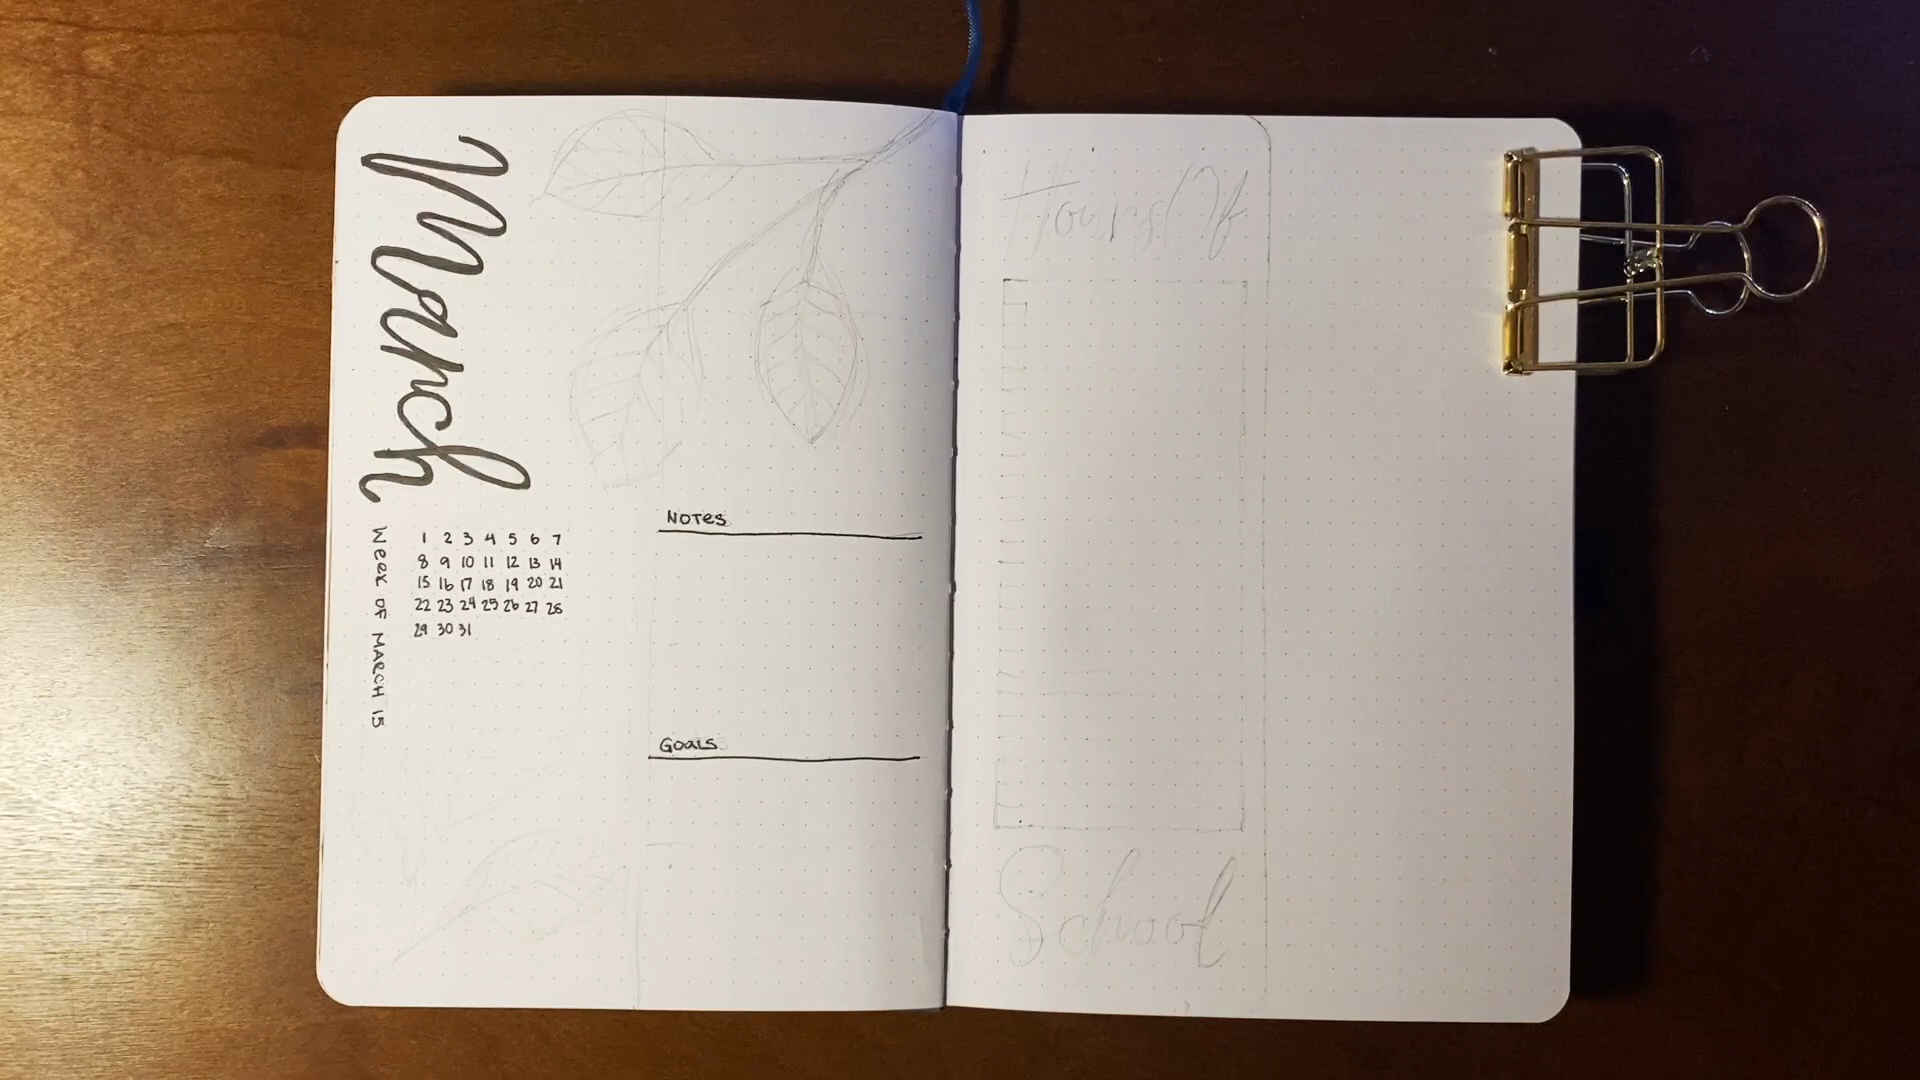 March
Week of March 15
1 2 3 4 5 6 7
8 9 10 11 12 13 14
15 16 17 18 19 20 21
22 23 24 25 26 27 28
29 30 31
Notes
Goals
Hours Of
School